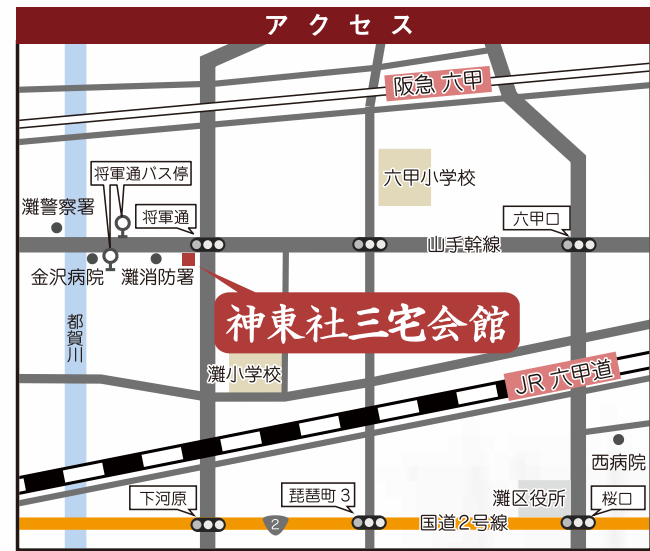 アクセス
阪急 六甲
将軍通バス停
六甲小学校
灘警察署
将軍通
六甲口
山手幹線
金沢病院
灘消防署
神東社三宅会館
都賀川
灘小学校
JR 六甲道
西病院
下河原
琵琶町3
灘区役所
桜口
2
国道2号線